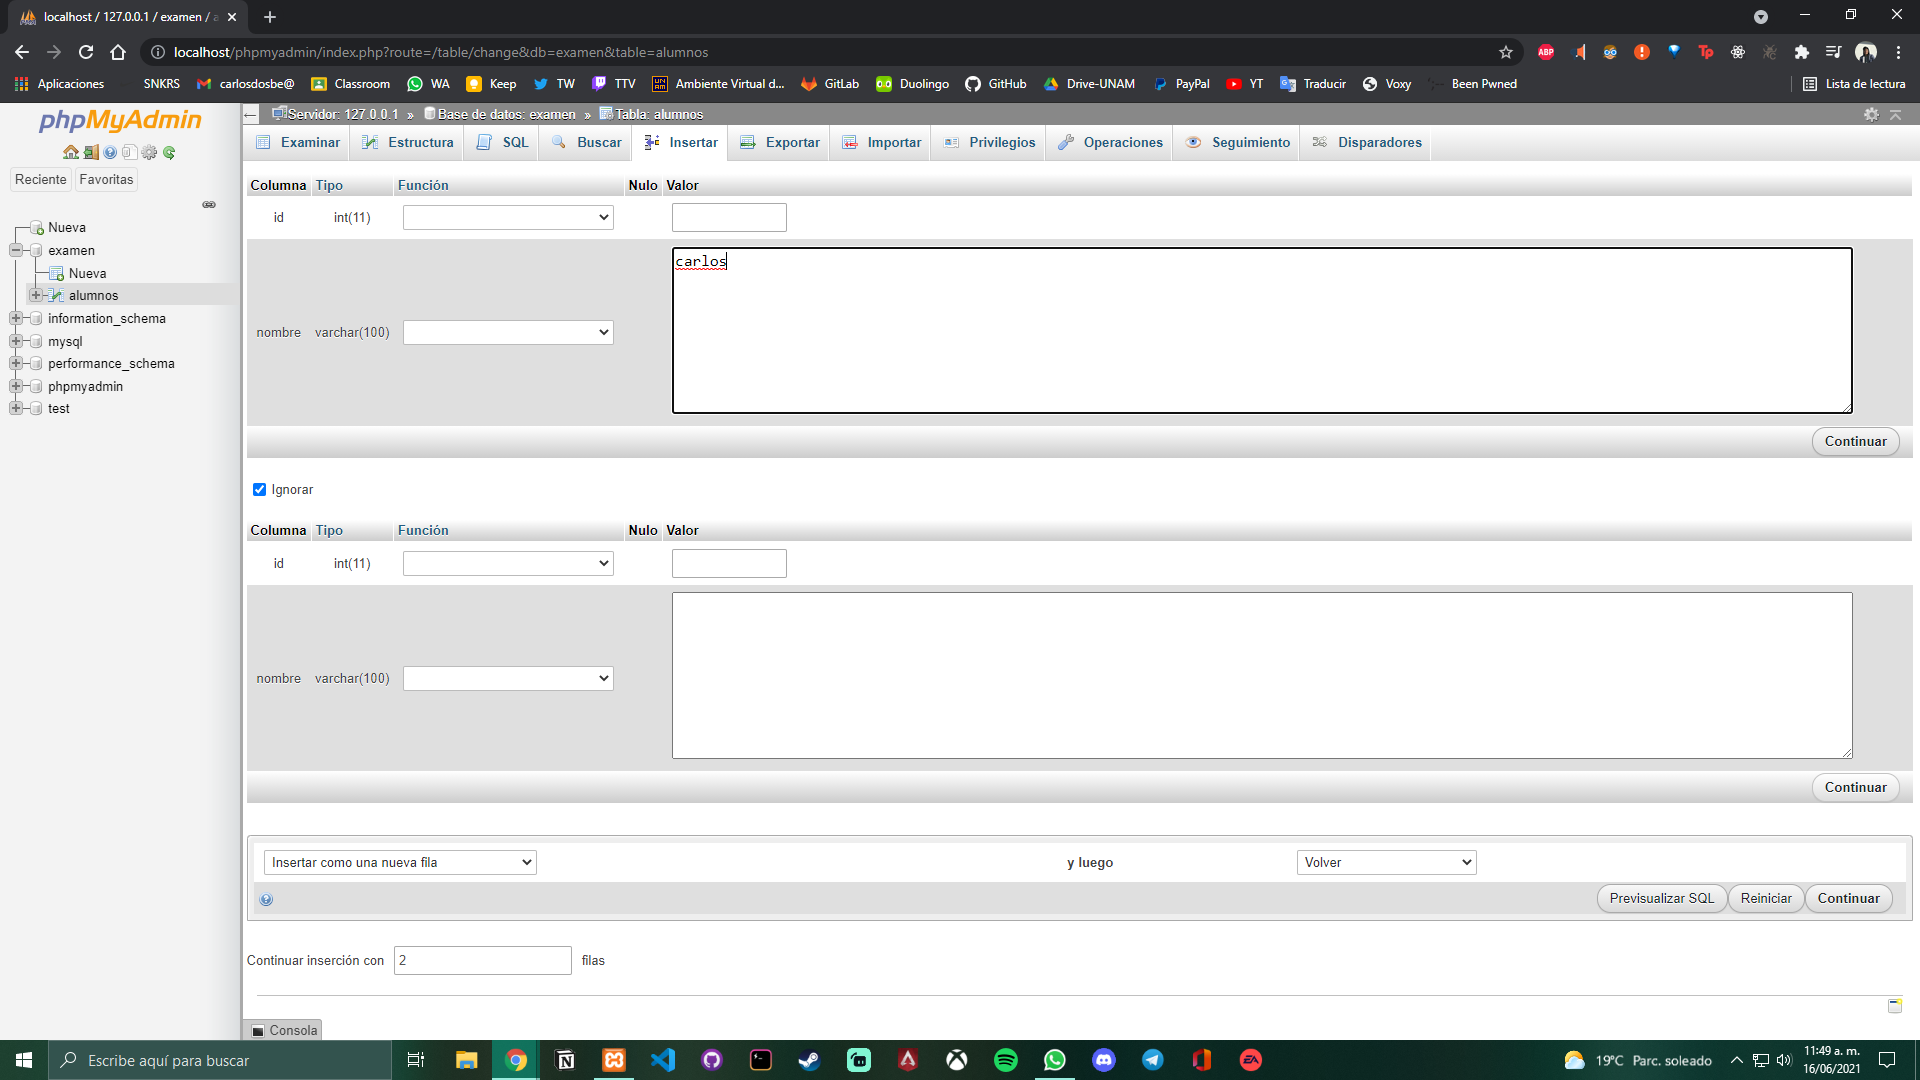 localhost / 127.0.0.1 / examen / a
localhost/phpmyadmin/index.php?route=/table/change&db=examen&table=alumnos
ABP
Tp
Aplicaciones SNKRS carlosdosbe@ Classroom WA Keep TW TTV Ambiente Virtual d... GitLab Duolingo GitHub Drive-UNAM PayPal YT Traducir Voxy Been Pwned Lista de lectura
phpMyAdmin
Reciente Favoritas
Nueva
examen
Nueva
alumnos
information_schema
mysql
performance_schema
phpmyadmin
test
Servidor: 127.0.0.1 » Base de datos: examen » Tabla: alumnos
Examinar Estructura SQL Buscar Insertar Exportar Importar Privilegios Operaciones Seguimiento Disparadores
Columna Tipo Función Nulo Valor
id int(11)
nombre varchar(100) carlos
Continuar
Ignorar
Columna Tipo Función Nulo Valor
id int(11)
nombre varchar(100)
Continuar
Insertar como una nueva fila y luego Volver
Previsualizar SQL Reiniciar Continuar
Continuar inserción con 2 filas
Consola
Escribe aquí para buscar
19°C Parc. soleado
11:49 a. m.
16/06/2021